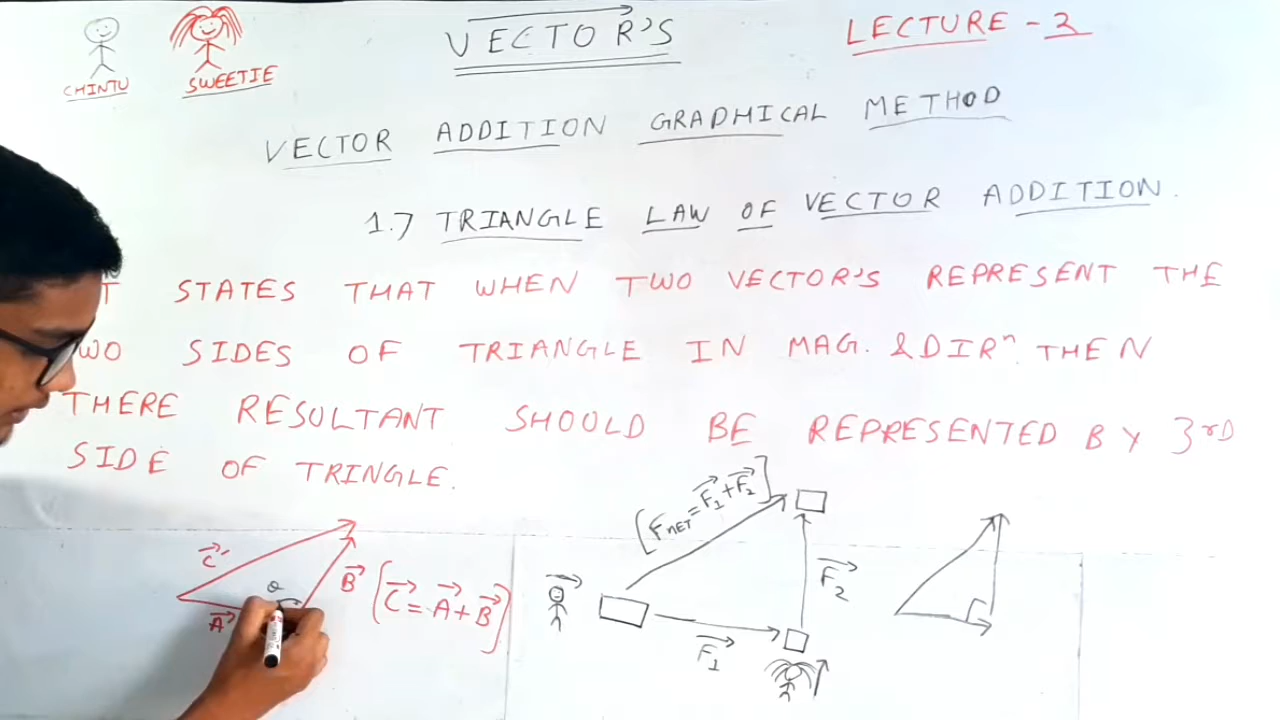 CHINTU
SWEETIE
VECTOR'S
LECTURE - 2
VECTOR ADDITION GRAPHICAL METHOD
1.7 TRIANGLE LAW OF VECTOR ADDITION.
STATES THAT WHEN TWO VECTOR'S REPRESENT THE
WO SIDES OF TRIANGLE IN MAG. & DIRⁿ. THEN
THERE RESULTANT SHOULD BE REPRESENTED BY 3RD
SIDE OF TRINGLE.
C⃗
θ
A⃗
B⃗
[C⃗ = A⃗ + B⃗]
[F NET = F⃗₁ + F⃗₂]
F⃗₂
F⃗₁